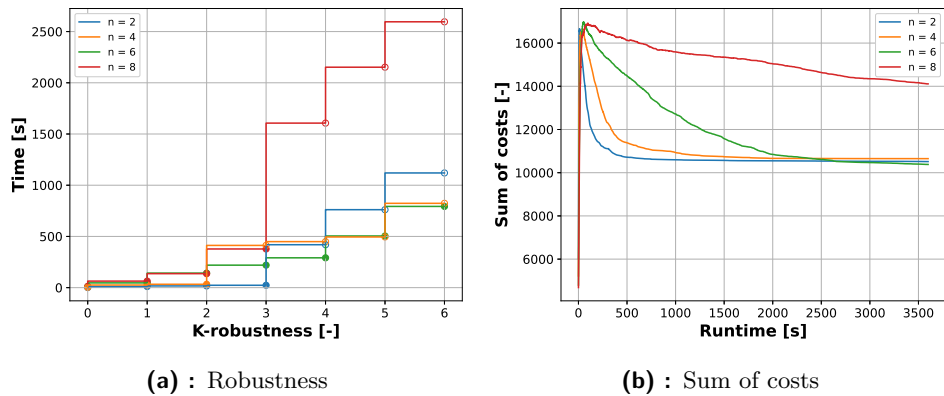 n = 2
n = 4
n = 6
n = 8
2500
2000
1500
1000
500
0
Time [s]
0 1 2 3 4 5 6
K-robustness [-]
(a) : Robustness
n = 2
n = 4
n = 6
n = 8
16000
14000
12000
10000
8000
6000
Sum of costs [-]
0 500 1000 1500 2000 2500 3000 3500
Runtime [s]
(b) : Sum of costs